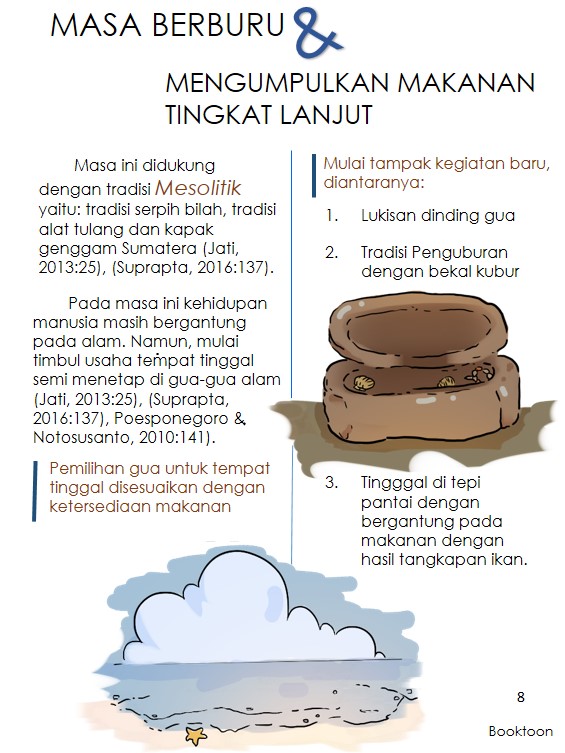 MASA BERBURU &
MENGUMPULKAN MAKANAN
TINGKAT LANJUT
Masa ini didukung
dengan tradisi Mesolitik
yaitu: tradisi serpih bilah, tradisi
alat tulang dan kapak
genggam Sumatera (Jati,
2013:25), (Suprapta, 2016:137).
Pada masa ini kehidupan
manusia masih bergantung
pada alam. Namun, mulai
timbul usaha tempat tinggal
semi menetap di gua-gua alam
(Jati, 2013:25), (Suprapta,
2016:137), Poesponegoro &
Notosusanto, 2010:141).
Pemilihan gua untuk tempat
tinggal disesuaikan dengan
ketersediaan makanan
Mulai tampak kegiatan baru,
diantaranya:
1. Lukisan dinding gua
2. Tradisi Penguburan
dengan bekal kubur
3. Tingggal di tepi
pantai dengan
bergantung pada
makanan dengan
hasil tangkapan ikan.
8
Booktoon